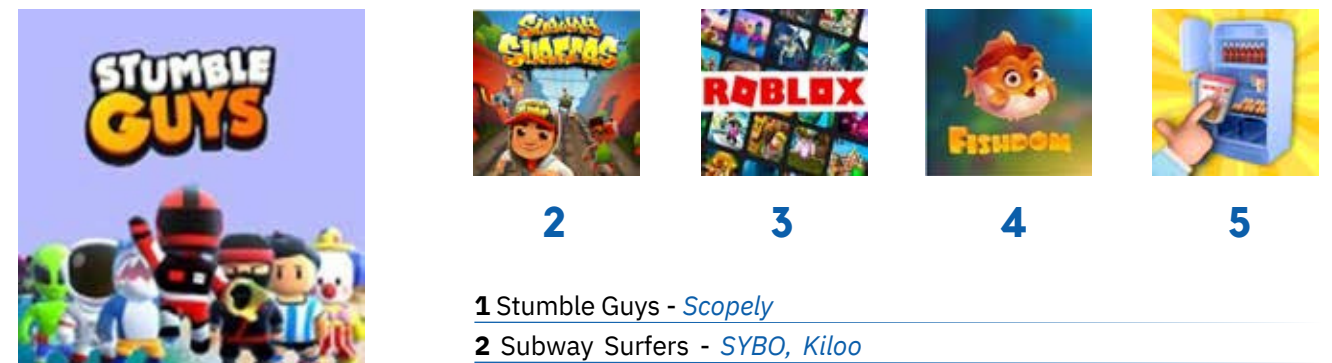 STUMBLE
GUYS
SUBWAY
SURFERS
ROBLOX
FISHDOM
2
3
4
5
1 Stumble Guys - Scopely
2 Subway Surfers - SYBO, Kiloo